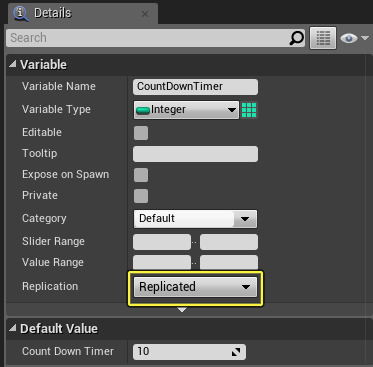 Details
Search
Variable
Variable Name CountDownTimer
Variable Type Integer
Editable
Tooltip
Expose on Spawn
Private
Category Default
Slider Range ..
Value Range ..
Replication Replicated
Default Value
Count Down Timer 10